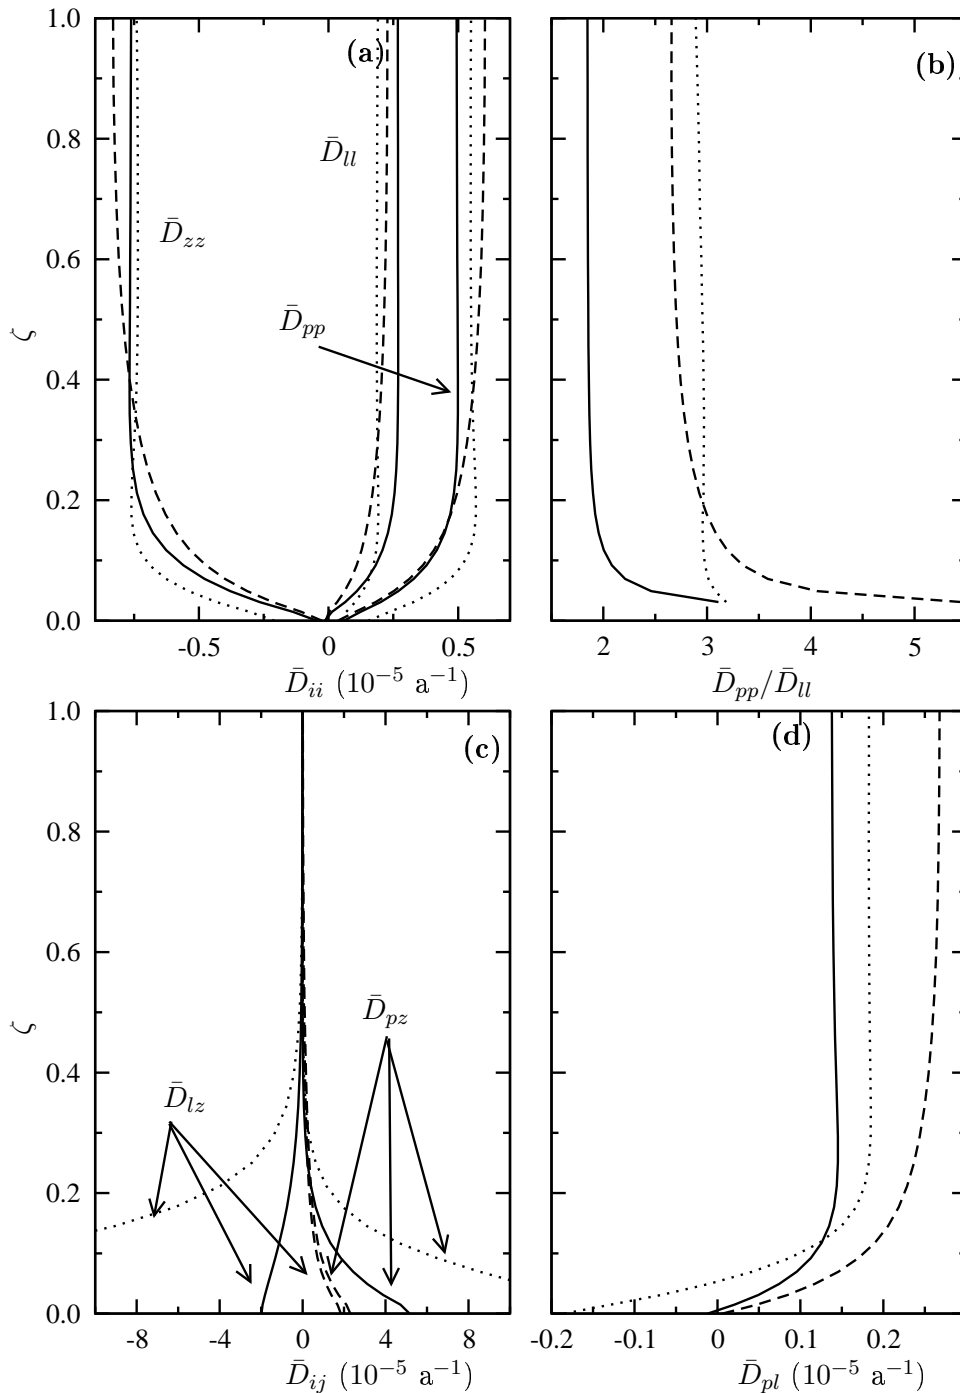 1.0
0.8
0.6
0.4
0.2
0.0
ζ
(a)
D̄ll
D̄zz
D̄pp
-0.5 0 0.5
D̄ii (10−5 a−1)
(b)
2 3 4 5
D̄pp/D̄ll
1.0
0.8
0.6
0.4
0.2
0.0
ζ
(c)
D̄pz
D̄lz
-8 -4 0 4 8
D̄ij (10−5 a−1)
(d)
-0.2 -0.1 0 0.1 0.2
D̄pl (10−5 a−1)